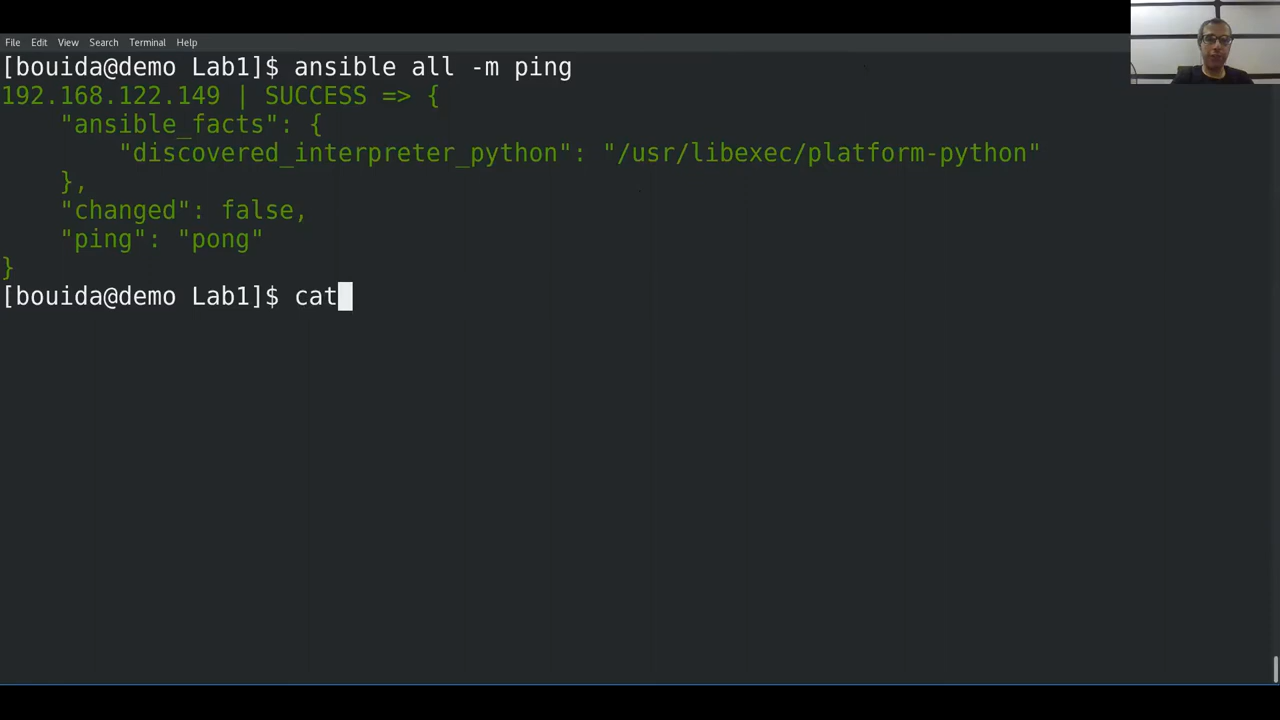 File Edit View Search Terminal Help
[bouida@demo Lab1]$ ansible all -m ping
192.168.122.149 | SUCCESS => {
    "ansible_facts": {
        "discovered_interpreter_python": "/usr/libexec/platform-python"
    },
    "changed": false,
    "ping": "pong"
}
[bouida@demo Lab1]$ cat